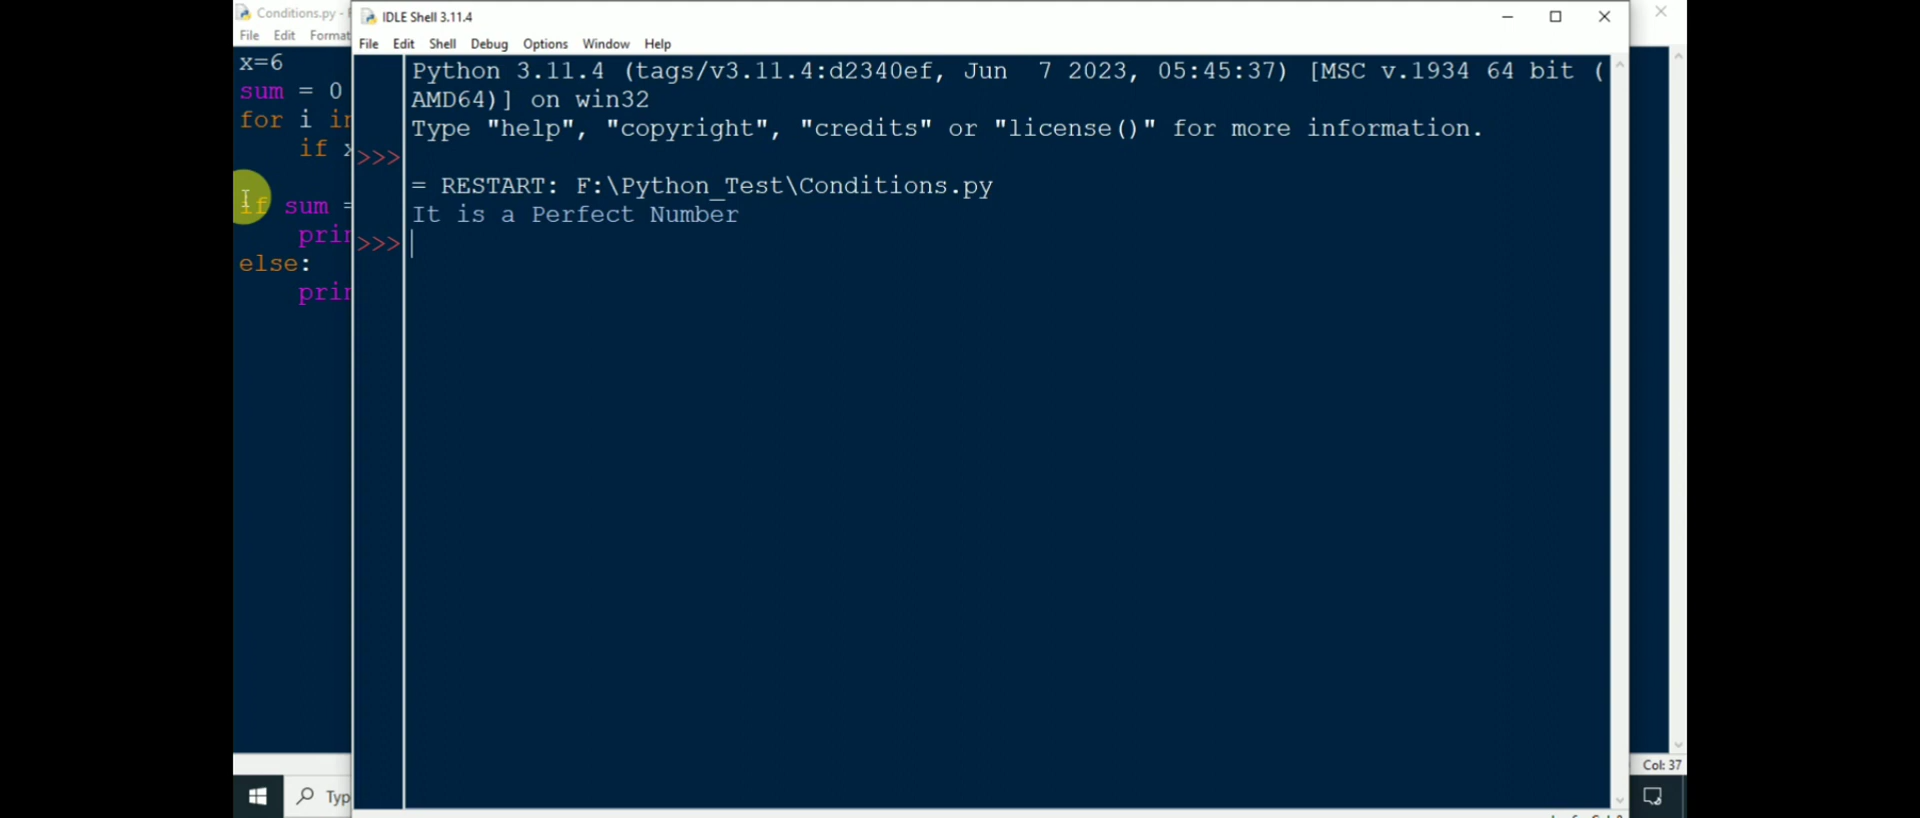 Conditions.py -
File Edit Format
x=6
sum = 0
for i in
if x
if sum =
prin
else:
prin
IDLE Shell 3.11.4
File Edit Shell Debug Options Window Help
Python 3.11.4 (tags/v3.11.4:d2340ef, Jun  7 2023, 05:45:37) [MSC v.1934 64 bit (
AMD64)] on win32
Type "help", "copyright", "credits" or "license()" for more information.
>>>
= RESTART: F:\Python_Test\Conditions.py
It is a Perfect Number
>>>
Col: 37
Typ